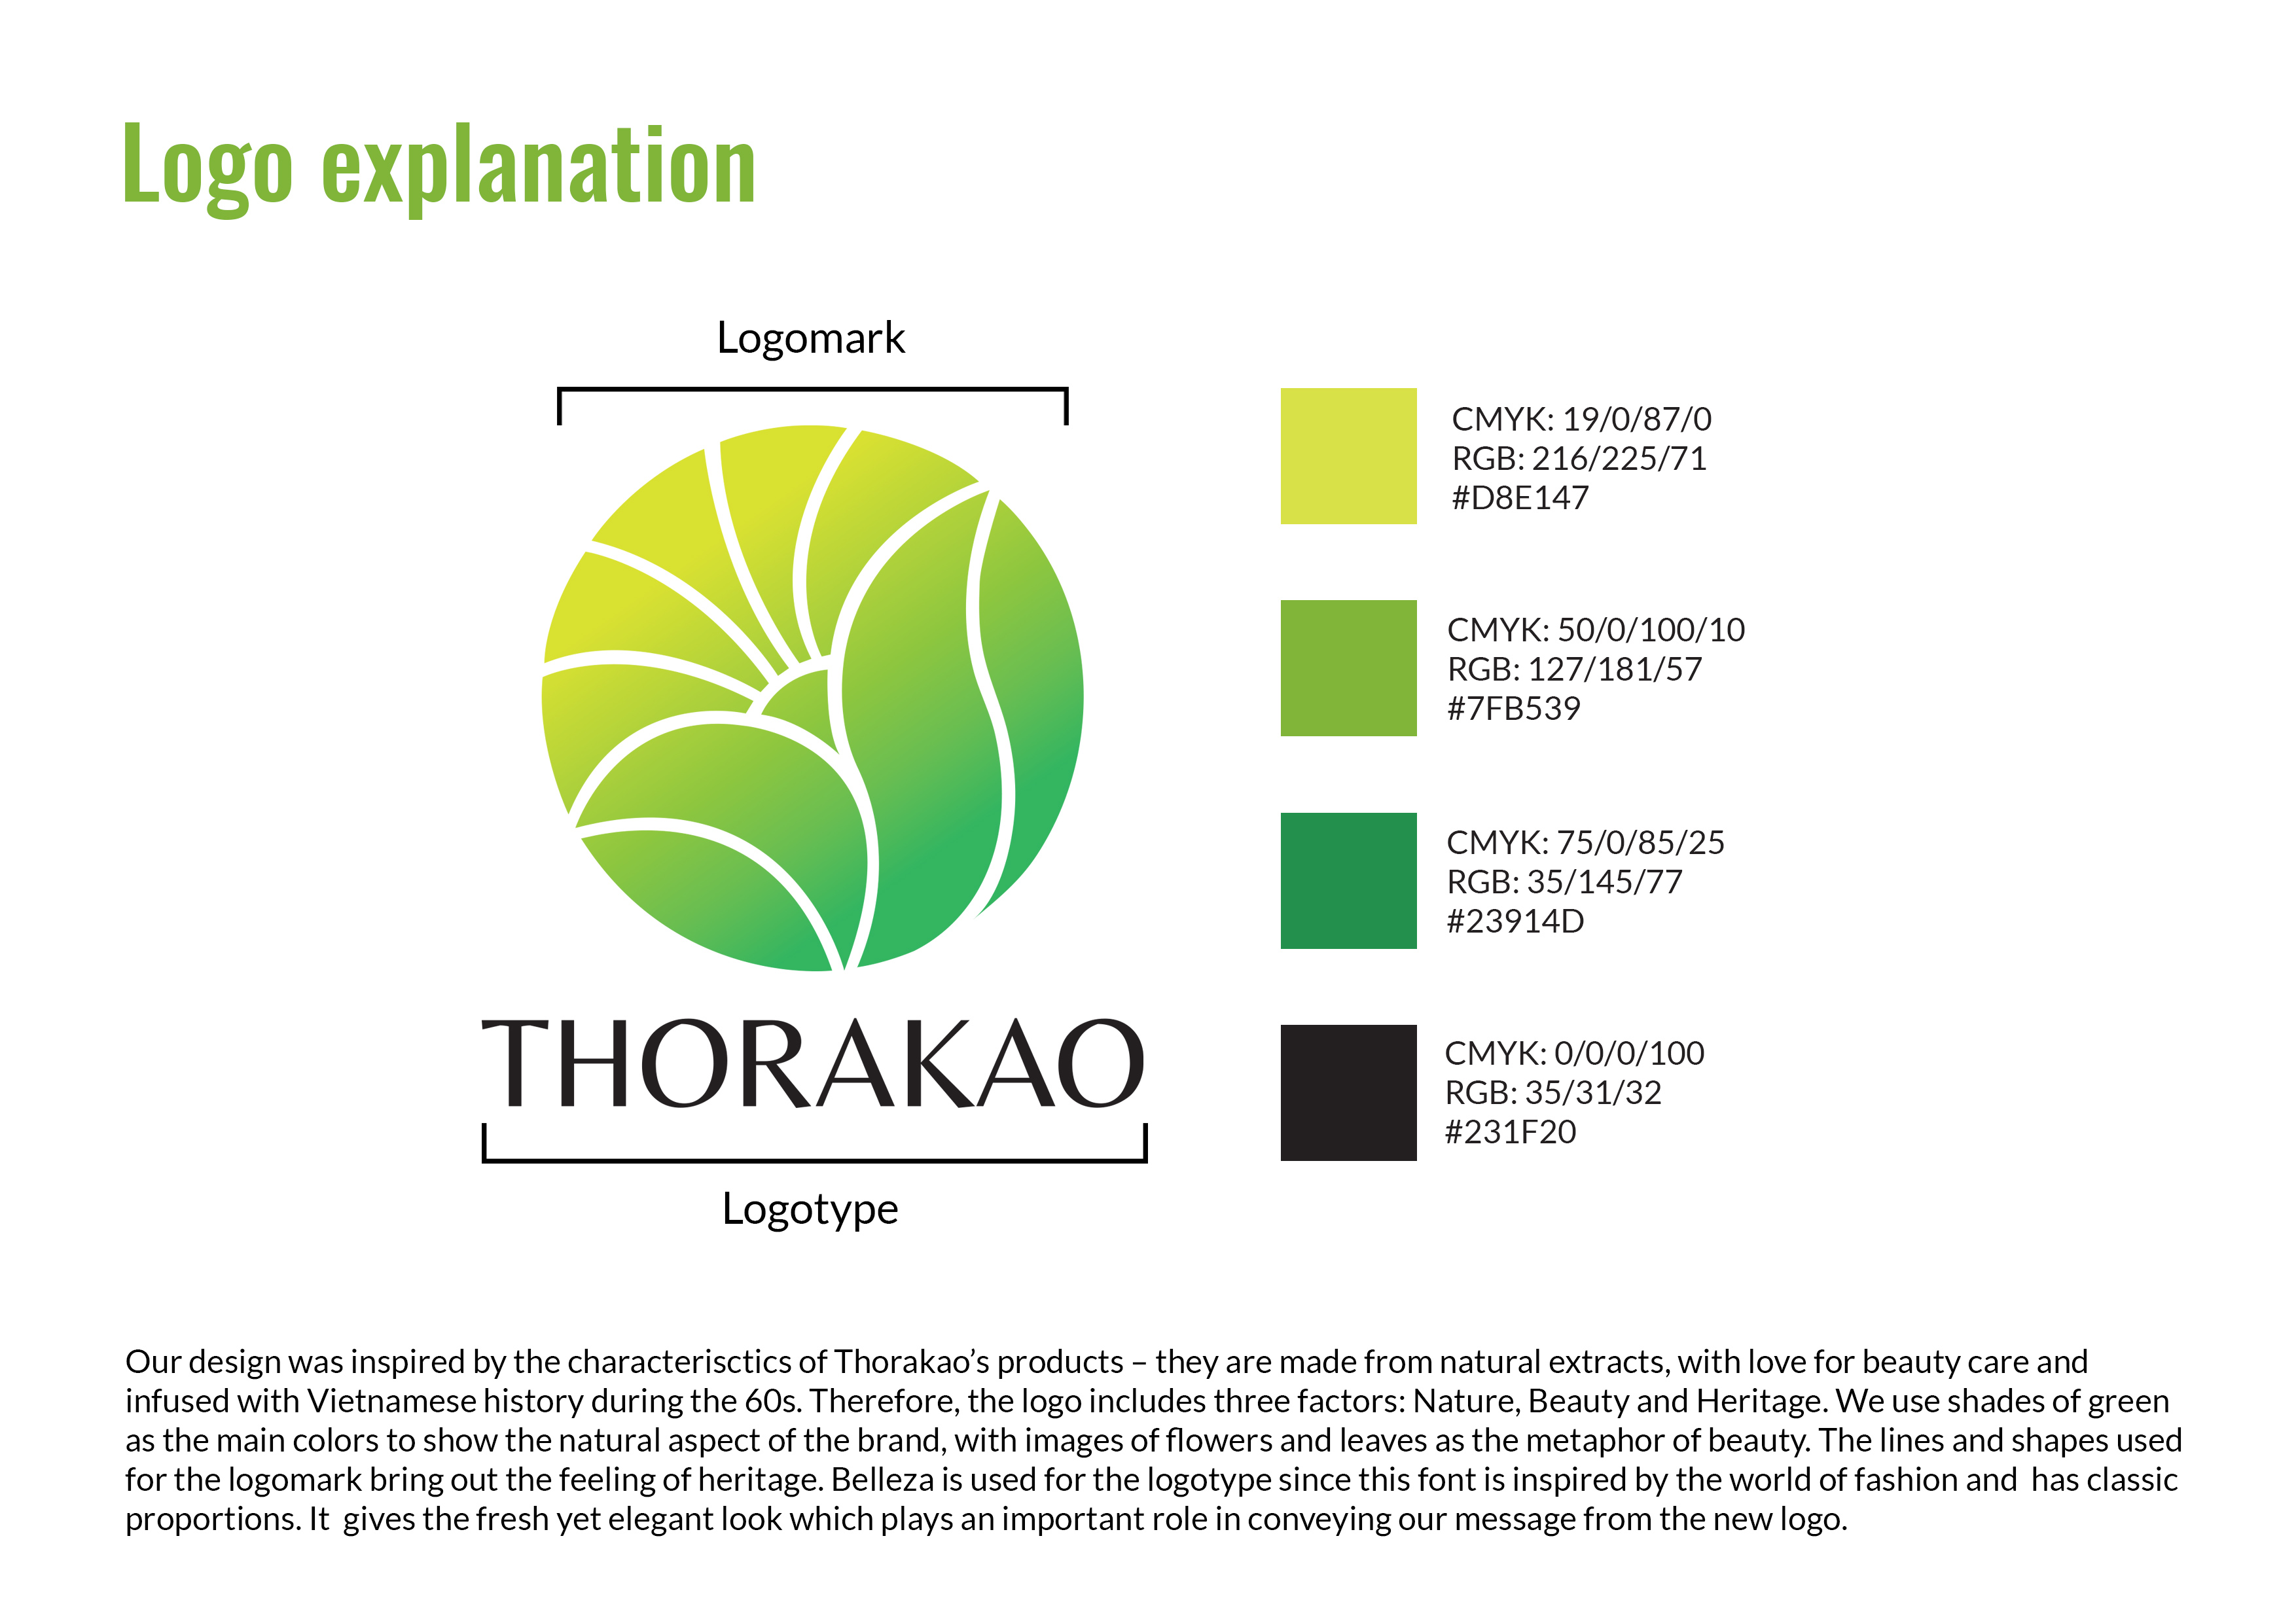 Logo explanation
Logomark
CMYK: 19/0/87/0
RGB: 216/225/71
#D8E147
CMYK: 50/0/100/10
RGB: 127/181/57
#7FB539
CMYK: 75/0/85/25
RGB: 35/145/77
#23914D
THORAKAO
CMYK: 0/0/0/100
RGB: 35/31/32
#231F20
Logotype
Our design was inspired by the characterisctics of Thorakao’s products – they are made from natural extracts, with love for beauty care and
infused with Vietnamese history during the 60s. Therefore, the logo includes three factors: Nature, Beauty and Heritage. We use shades of green
as the main colors to show the natural aspect of the brand, with images of flowers and leaves as the metaphor of beauty. The lines and shapes used
for the logomark bring out the feeling of heritage. Belleza is used for the logotype since this font is inspired by the world of fashion and  has classic
proportions. It  gives the fresh yet elegant look which plays an important role in conveying our message from the new logo.